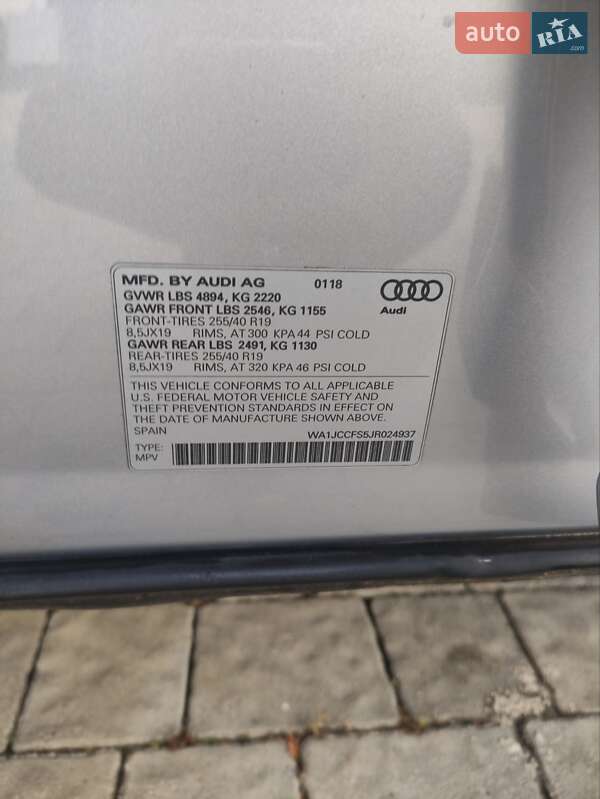 auto RIA
.com
MFD. BY AUDI AG 0118
GVWR LBS 4894, KG 2220
GAWR FRONT LBS 2546, KG 1155
FRONT-TIRES 255/40 R19
8,5JX19 RIMS, AT 300 KPA 44 PSI COLD
GAWR REAR LBS 2491, KG 1130
REAR-TIRES 255/40 R19
8,5JX19 RIMS, AT 320 KPA 46 PSI COLD
Audi
THIS VEHICLE CONFORMS TO ALL APPLICABLE
U.S. FEDERAL MOTOR VEHICLE SAFETY AND
THEFT PREVENTION STANDARDS IN EFFECT ON
THE DATE OF MANUFACTURE SHOWN ABOVE.
SPAIN WA1JCCFS5JR024937
TYPE:
MPV